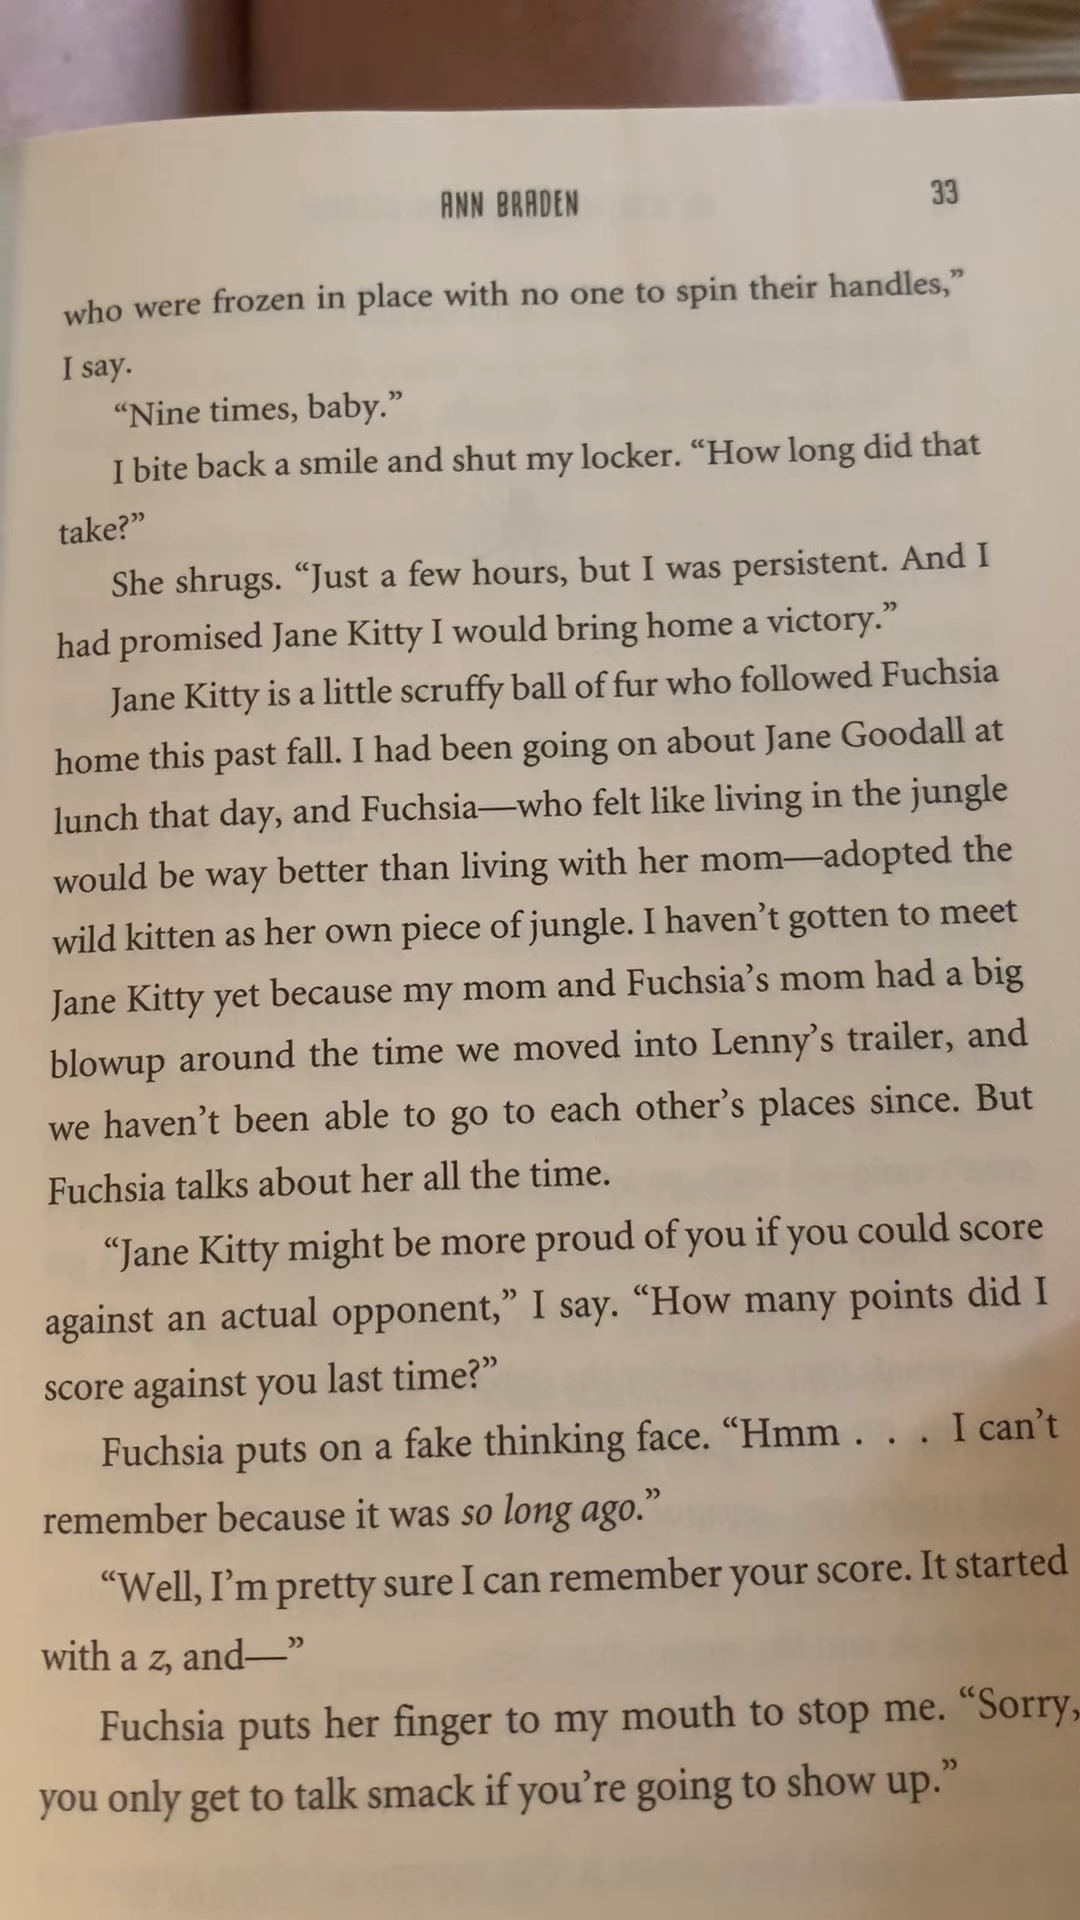 ANN BRADEN 33
who were frozen in place with no one to spin their handles,”
I say.
“Nine times, baby.”
I bite back a smile and shut my locker. “How long did that
take?”
She shrugs. “Just a few hours, but I was persistent. And I
had promised Jane Kitty I would bring home a victory.”
Jane Kitty is a little scruffy ball of fur who followed Fuchsia
home this past fall. I had been going on about Jane Goodall at
lunch that day, and Fuchsia—who felt like living in the jungle
would be way better than living with her mom—adopted the
wild kitten as her own piece of jungle. I haven’t gotten to meet
Jane Kitty yet because my mom and Fuchsia’s mom had a big
blowup around the time we moved into Lenny’s trailer, and
we haven’t been able to go to each other’s places since. But
Fuchsia talks about her all the time.
“Jane Kitty might be more proud of you if you could score
against an actual opponent,” I say. “How many points did I
score against you last time?”
Fuchsia puts on a fake thinking face. “Hmm . . . I can’t
remember because it was so long ago.”
“Well, I’m pretty sure I can remember your score. It started
with a z, and—”
Fuchsia puts her finger to my mouth to stop me. “Sorry,
you only get to talk smack if you’re going to show up.”